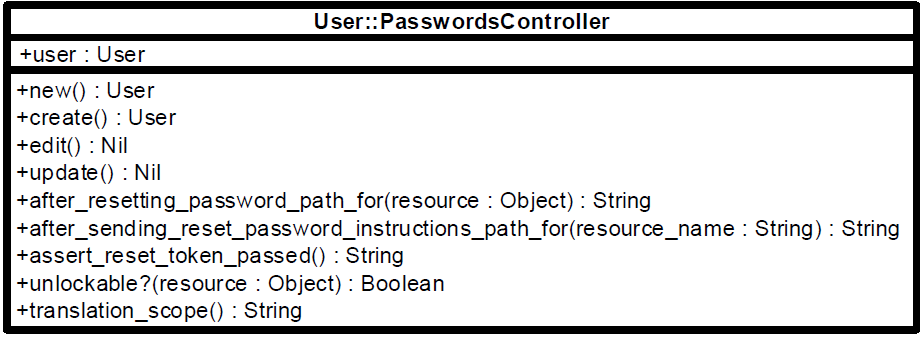 User::PasswordsController
+user : User
+new() : User
+create() : User
+edit() : Nil
+update() : Nil
+after_resetting_password_path_for(resource : Object) : String
+after_sending_reset_password_instructions_path_for(resource_name : String) : String
+assert_reset_token_passed() : String
+unlockable?(resource : Object) : Boolean
+translation_scope() : String